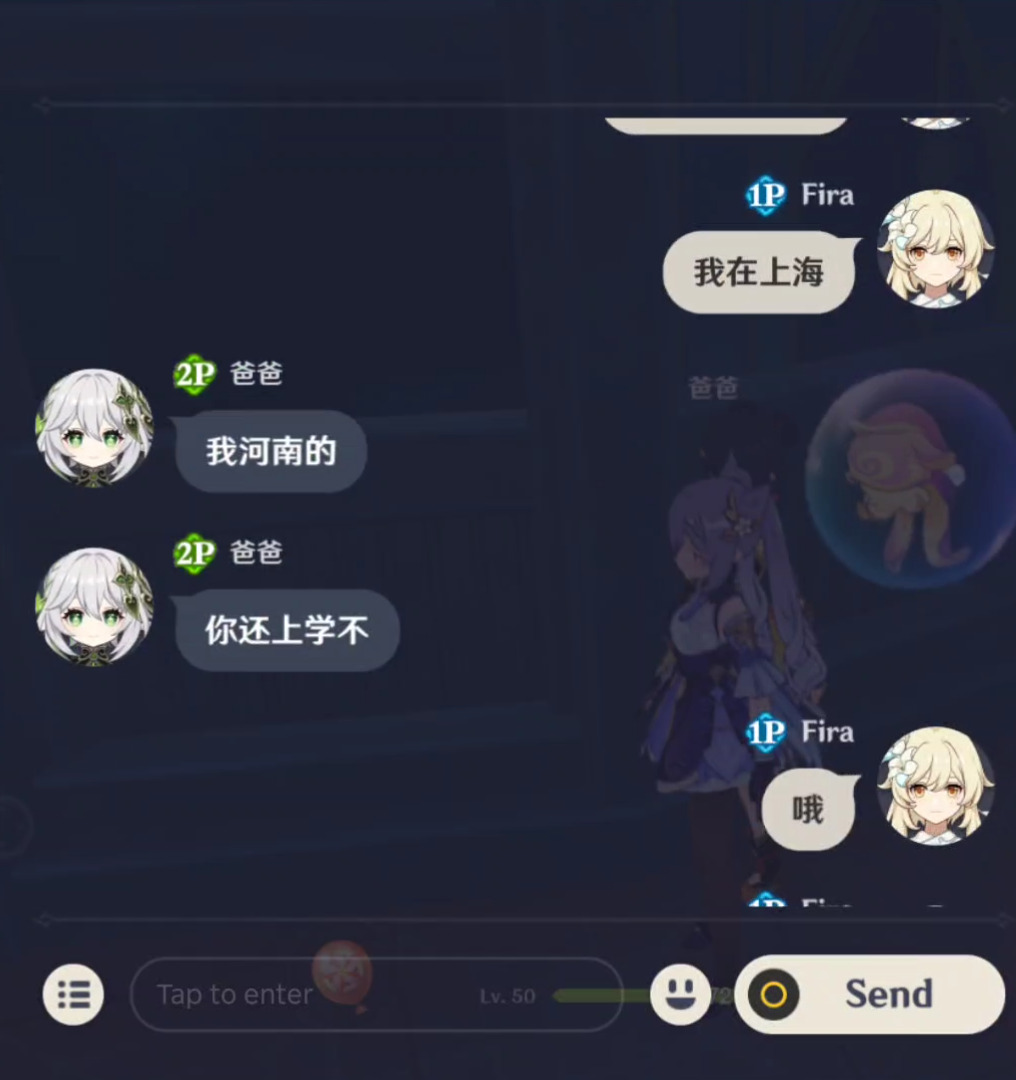 1P Fira
我在上海
2P 爸爸
我河南的
爸爸
2P 爸爸
你还上学不
1P Fira
哦
Tap to enter
Lv. 50
Send